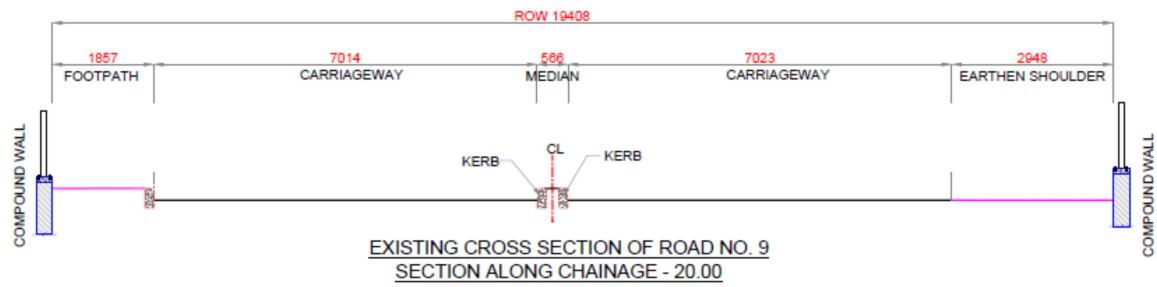 ROW 19408
1857
7014
566
7023
2948
FOOTPATH
CARRIAGEWAY
MEDIAN
CARRIAGEWAY
EARTHEN SHOULDER
COMPOUND WALL
KERB
CL
KERB
COMPOUND WALL
EXISTING CROSS SECTION OF ROAD NO. 9
SECTION ALONG CHAINAGE - 20.00